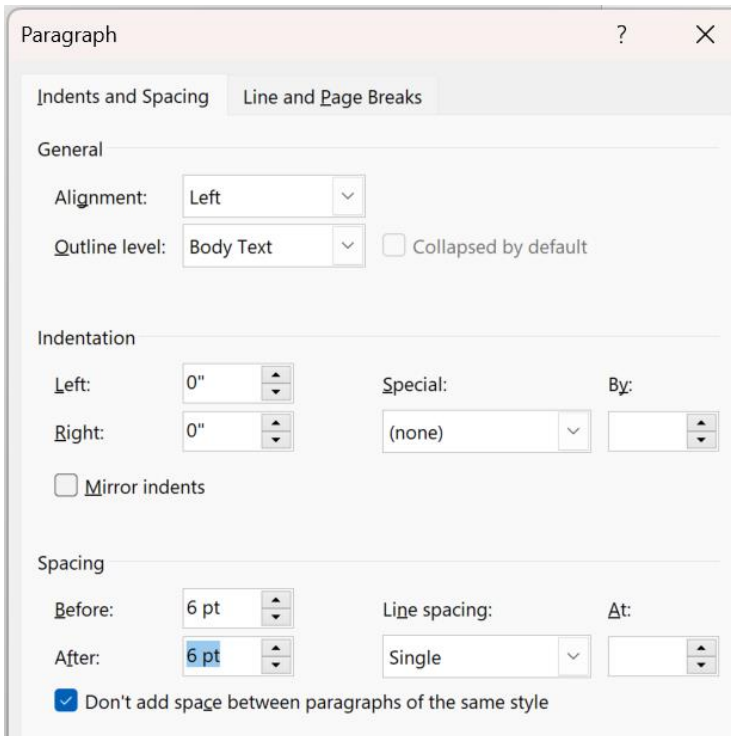 Paragraph ?
Indents and Spacing Line and Page Breaks
General
Alignment: Left
Outline level: Body Text Collapsed by default
Indentation
Left: 0" Special: By:
Right: 0" (none)
Mirror indents
Spacing
Before: 6 pt Line spacing: At:
After: 6 pt Single
Don't add space between paragraphs of the same style